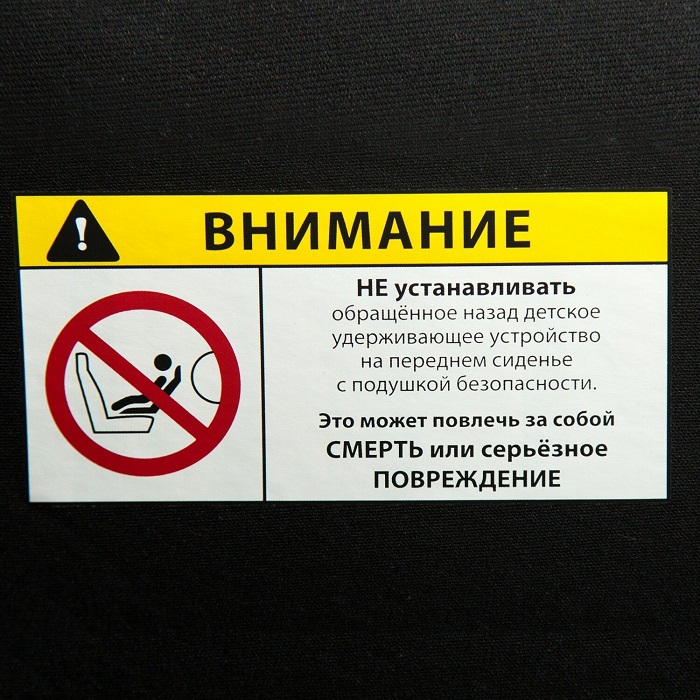 ВНИМАНИЕ
НЕ устанавливать
обращённое назад детское
удерживающее устройство
на переднем сиденье
с подушкой безопасности.
Это может повлечь за собой
СМЕРТЬ или серьёзное
ПОВРЕЖДЕНИЕ